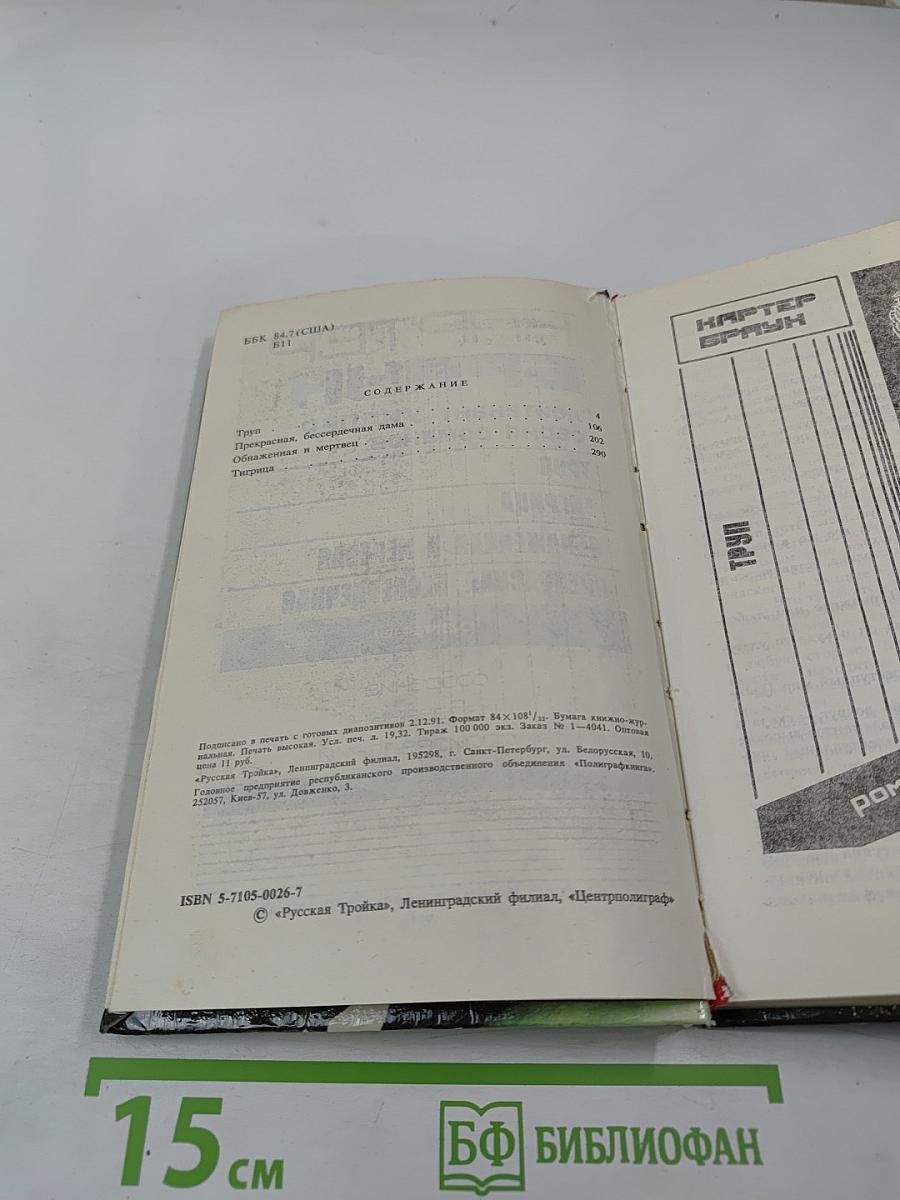 ББК 84.7(США)
Б11
СОДЕРЖАНИЕ
Труп . . . . . . . . . . 4
Прекрасная, бессердечная дама . . . . . . . 106
Обнаженная и мертвец . . . . . . . . 202
Тигрица . . . . . . . . . . 290
Подписано в печать с готовых диапозитивов 2.12.91. Формат 84×108¹/₃₂. Бумага книжно-жур-
нальная. Печать высокая. Усл. печ. л. 19,32. Тираж 100 000 экз. Заказ № 1—4041. Оптовая
цена 11 руб.
«Русская Тройка», Ленинградский филиал, 195298, г. Санкт-Петербург, ул. Белорусская, 10.
Головное предприятие республиканского производственного объединения «Полиграфкнига».
252057, Киев-57, ул. Довженко, 3.
ISBN 5-7105-0026-7
© «Русская Тройка», Ленинградский филиал, «Центрполиграф»
КАРТЕР
БРАУН
ТРУП
15 см
БФ БИБЛИОФАН